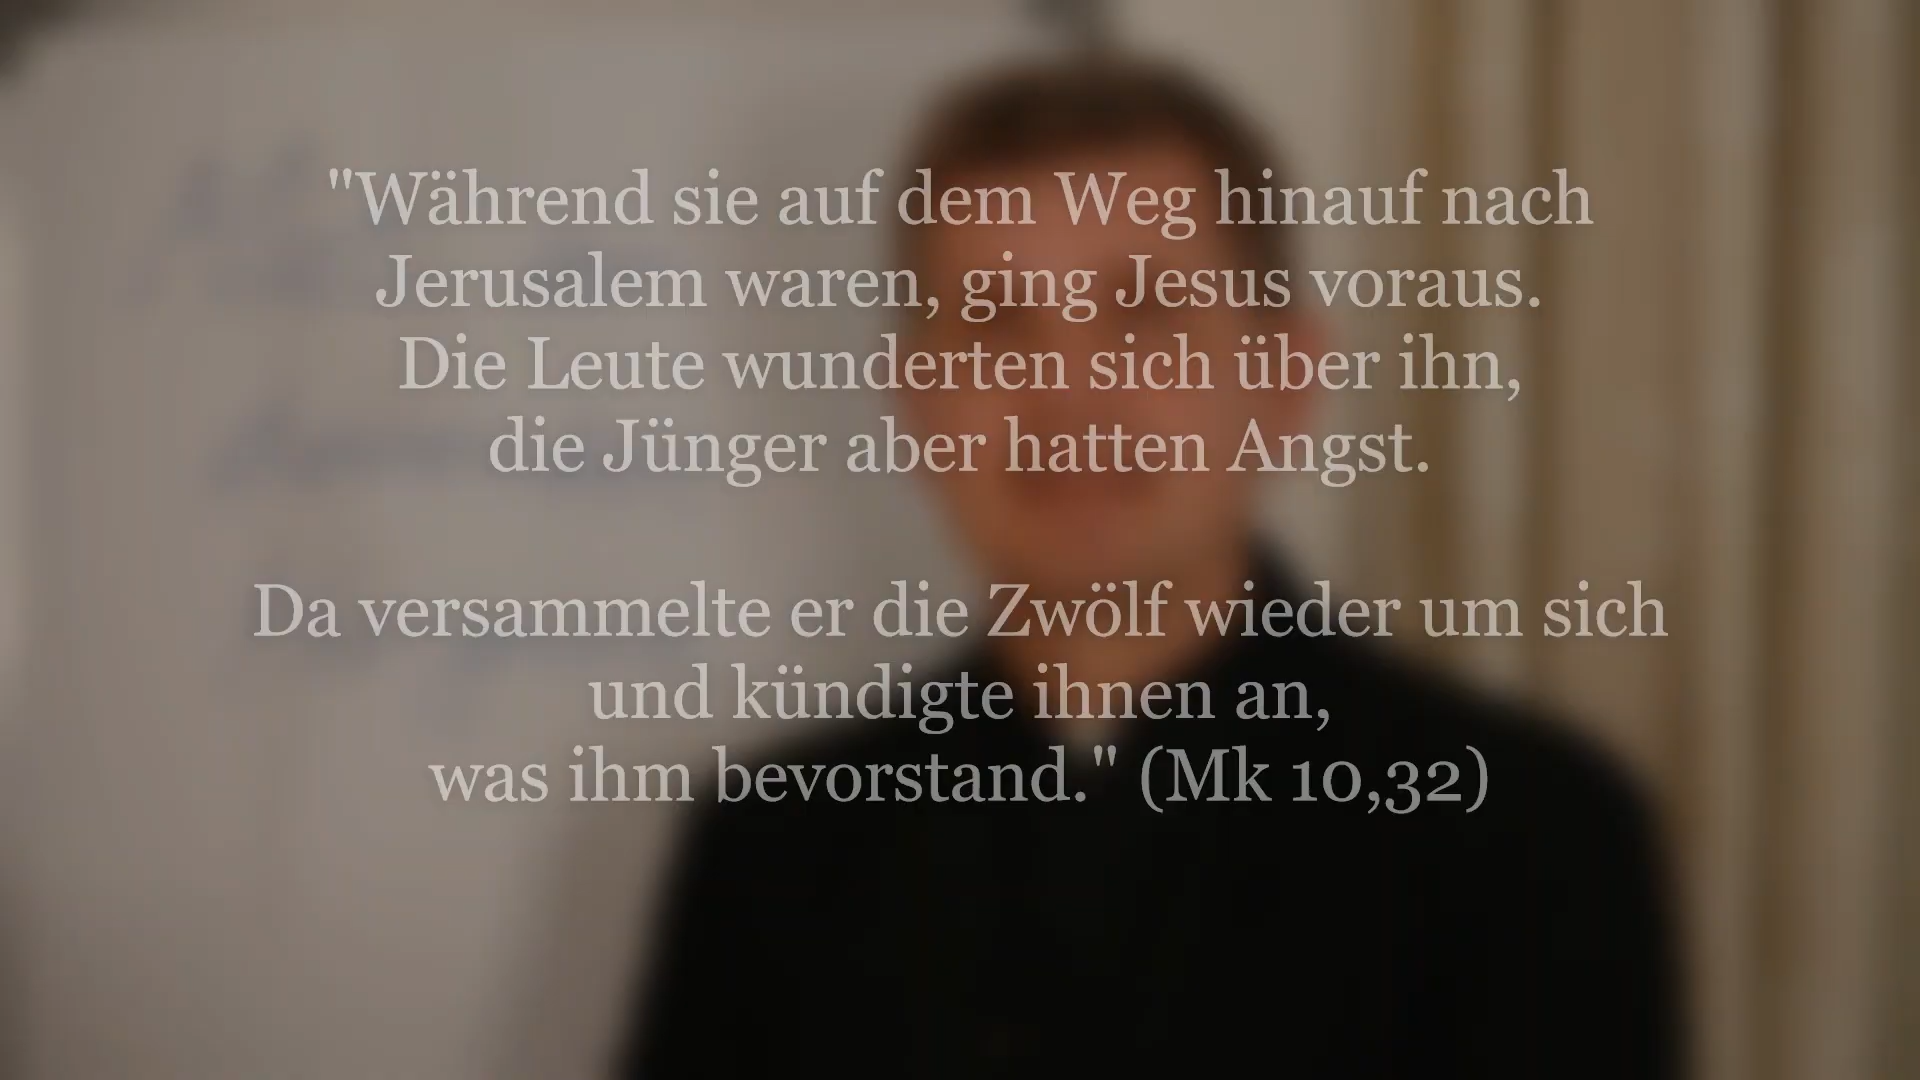 "Während sie auf dem Weg hinauf nach
Jerusalem waren, ging Jesus voraus.
Die Leute wunderten sich über ihn,
die Jünger aber hatten Angst.
Da versammelte er die Zwölf wieder um sich
und kündigte ihnen an,
was ihm bevorstand." (Mk 10,32)